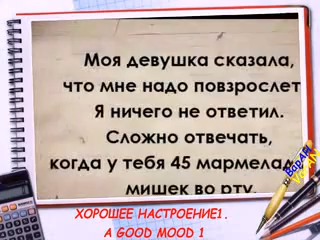 Моя девушка сказала,
что мне надо повзрослет
Я ничего не ответил.
Сложно отвечать,
когда у тебя 45 мармелад
мишек во рту.
ХОРОШЕЕ НАСТРОЕНИЕ1.
A GOOD MOOD 1